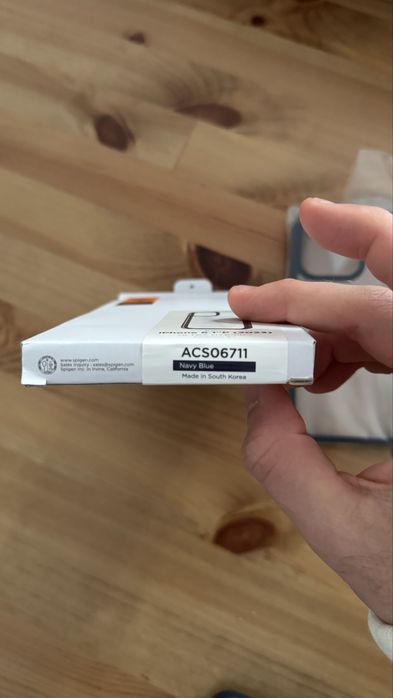 ACS06711
Navy Blue
Made in South Korea
www.spigen.com
Sales Inquiry : sales@spigen.com
Spigen Inc. in Irvine, California